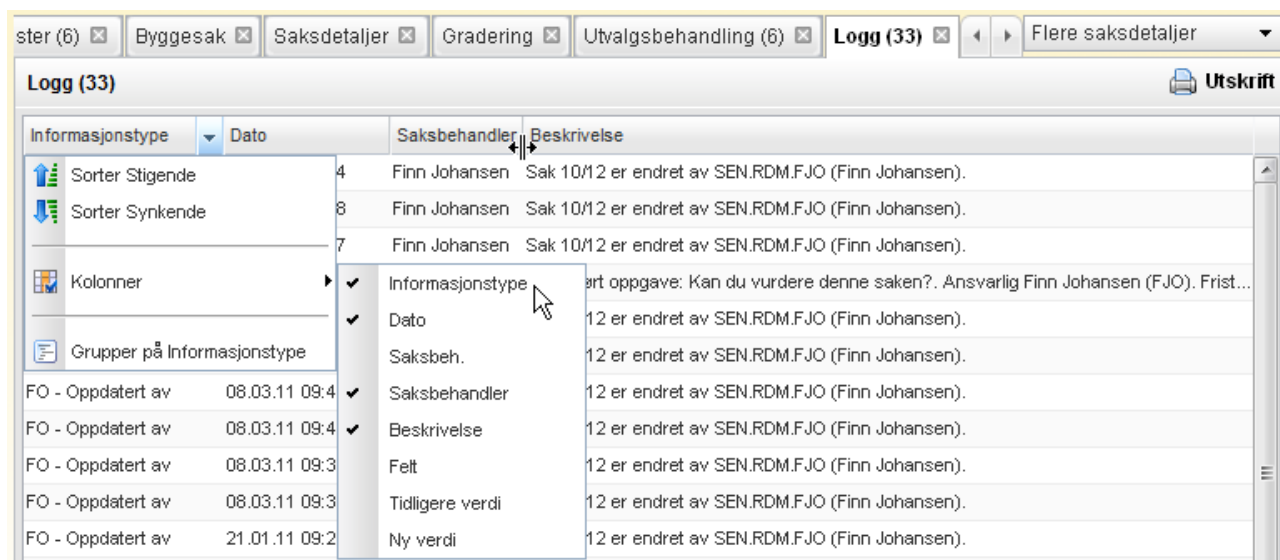 ster (6) Byggesak Saksdetaljer Gradering Utvalgsbehandling (6) Logg (33) Flere saksdetaljer
Logg (33) Utskrift
Informasjonstype Dato Saksbehandler Beskrivelse
Sorter Stigende 4 Finn Johansen Sak 10/12 er endret av SEN.RDM.FJO (Finn Johansen).
Sorter Synkende 8 Finn Johansen Sak 10/12 er endret av SEN.RDM.FJO (Finn Johansen).
7 Finn Johansen Sak 10/12 er endret av SEN.RDM.FJO (Finn Johansen).
Kolonner Informasjonstype ørt oppgave: Kan du vurdere denne saken?. Ansvarlig Finn Johansen (FJO). Frist...
Dato 12 er endret av SEN.RDM.FJO (Finn Johansen).
Grupper på Informasjonstype Saksbeh. 12 er endret av SEN.RDM.FJO (Finn Johansen).
FO - Oppdatert av 08.03.11 09:4 Saksbehandler 12 er endret av SEN.RDM.FJO (Finn Johansen).
FO - Oppdatert av 08.03.11 09:4 Beskrivelse 12 er endret av SEN.RDM.FJO (Finn Johansen).
FO - Oppdatert av 08.03.11 09:3 Felt 12 er endret av SEN.RDM.FJO (Finn Johansen).
FO - Oppdatert av 08.03.11 09:3 Tidligere verdi 12 er endret av SEN.RDM.FJO (Finn Johansen).
FO - Oppdatert av 21.01.11 09:2 Ny verdi 12 er endret av SEN.RDM.FJO (Finn Johansen).